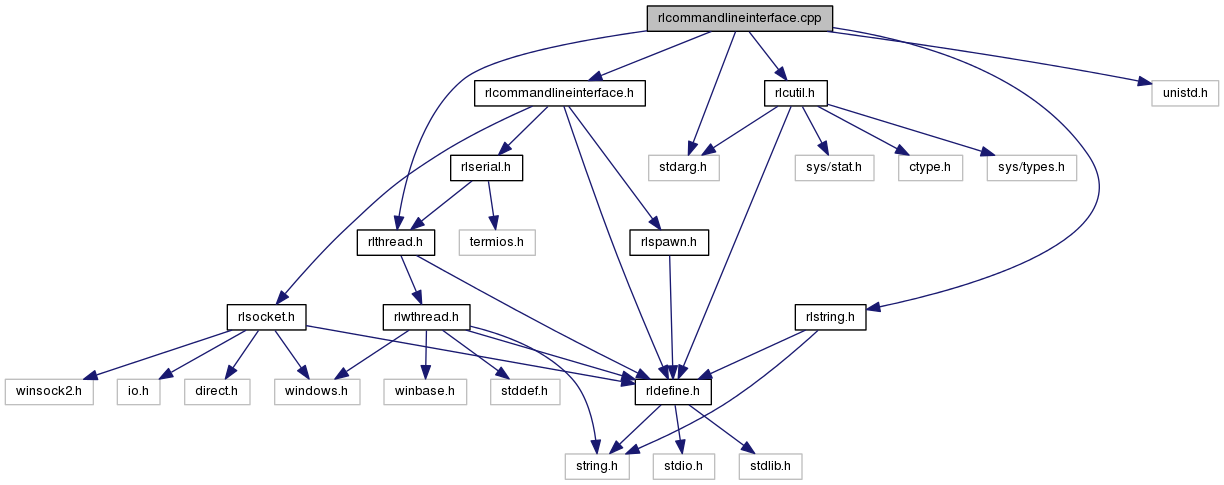 rlcommandlineinterface.cpp
rlcommandlineinterface.h
rlcutil.h
unistd.h
rlserial.h
stdarg.h
sys/stat.h
ctype.h
sys/types.h
rlthread.h
termios.h
rlspawn.h
rlsocket.h
rlwthread.h
rlstring.h
winsock2.h
io.h
direct.h
windows.h
winbase.h
stddef.h
rldefine.h
string.h
stdio.h
stdlib.h